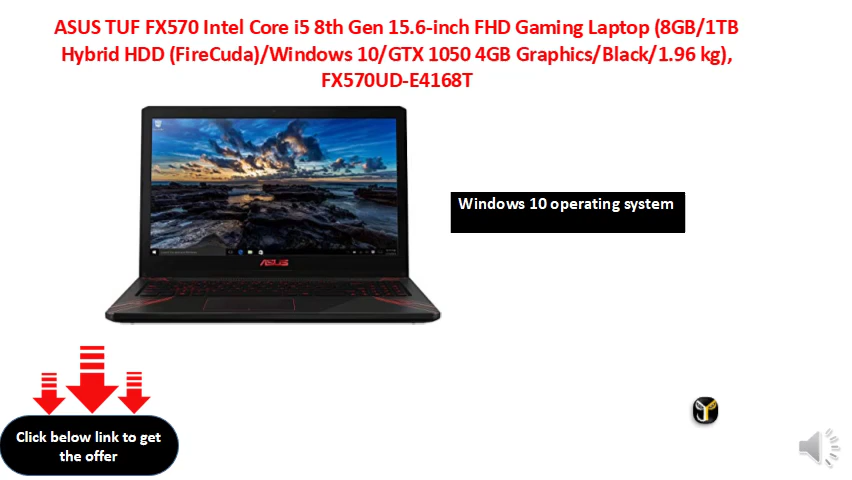 ASUS TUF FX570 Intel Core i5 8th Gen 15.6-inch FHD Gaming Laptop (8GB/1TB
Hybrid HDD (FireCuda)/Windows 10/GTX 1050 4GB Graphics/Black/1.96 kg),
FX570UD-E4168T
Windows 10 operating system
ASUS
Click below link to get
the offer